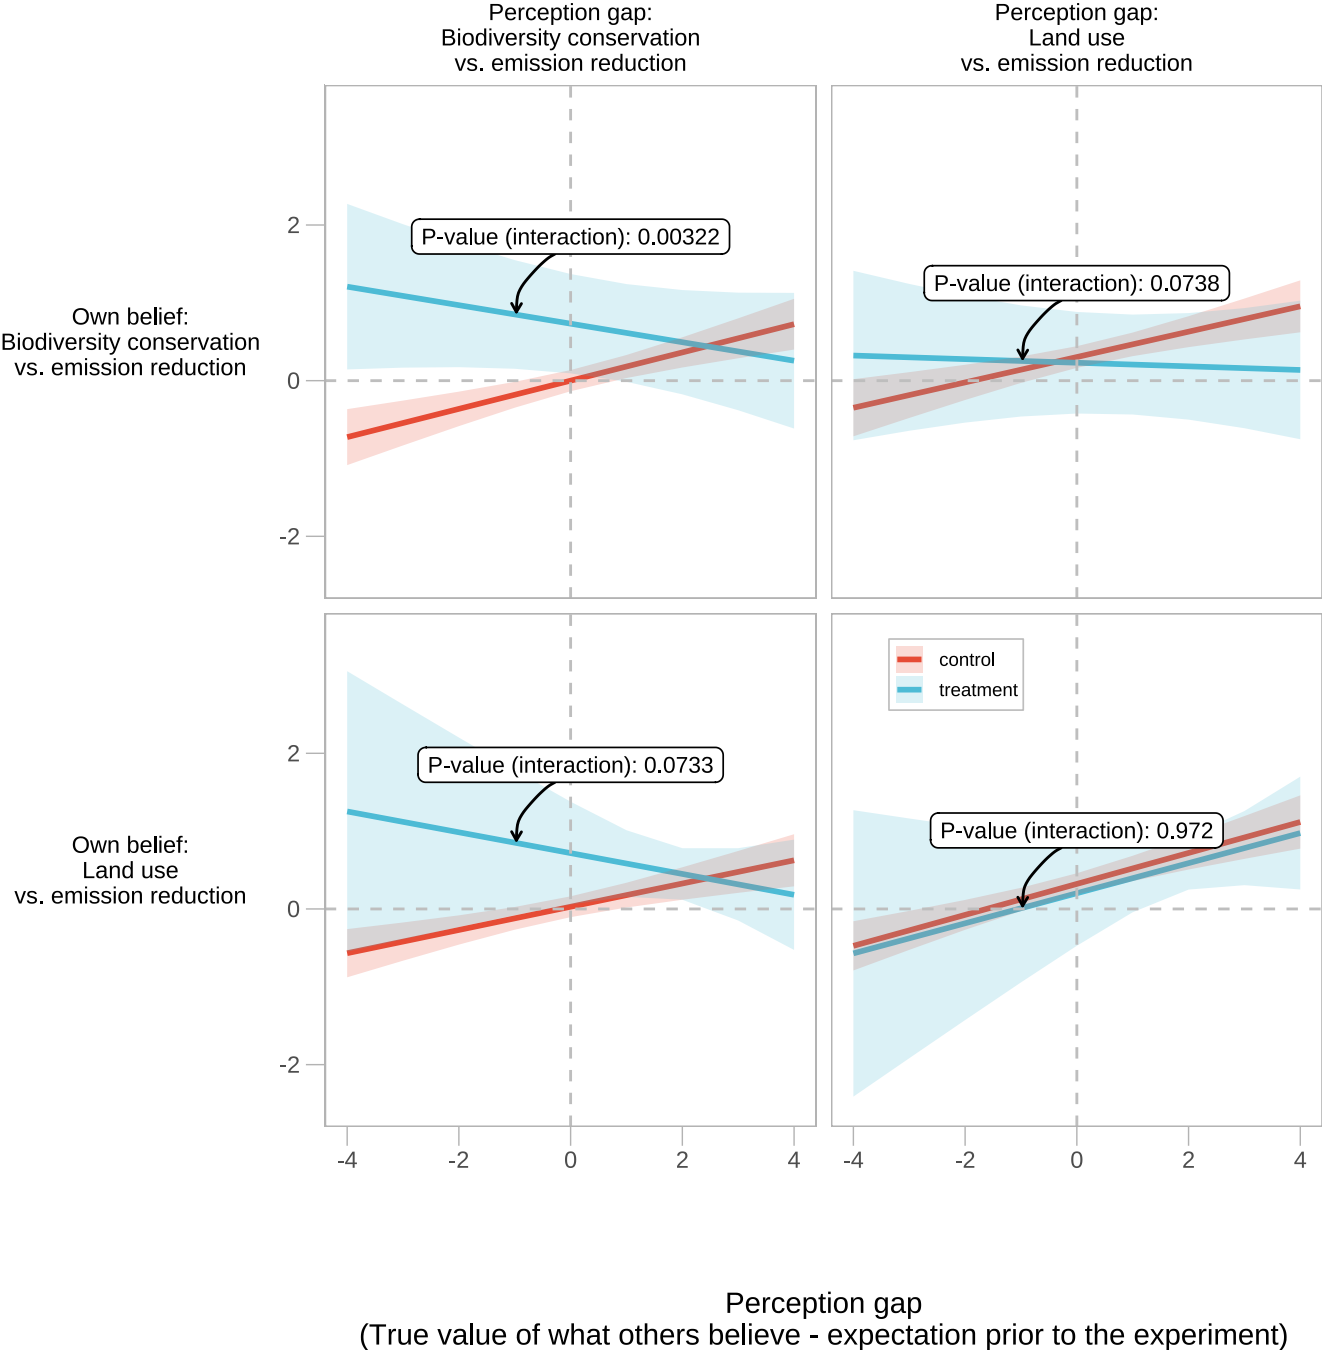 Perception gap:
Biodiversity conservation
vs. emission reduction
Perception gap:
Land use
vs. emission reduction
2
0
-2
Own belief:
Biodiversity conservation
vs. emission reduction
P-value (interaction): 0.00322
P-value (interaction): 0.0738
2
0
-2
Own belief:
Land use
vs. emission reduction
P-value (interaction): 0.0733
control
treatment
P-value (interaction): 0.972
-4 -2 0 2 4
-4 -2 0 2 4
Perception gap
(True value of what others believe - expectation prior to the experiment)